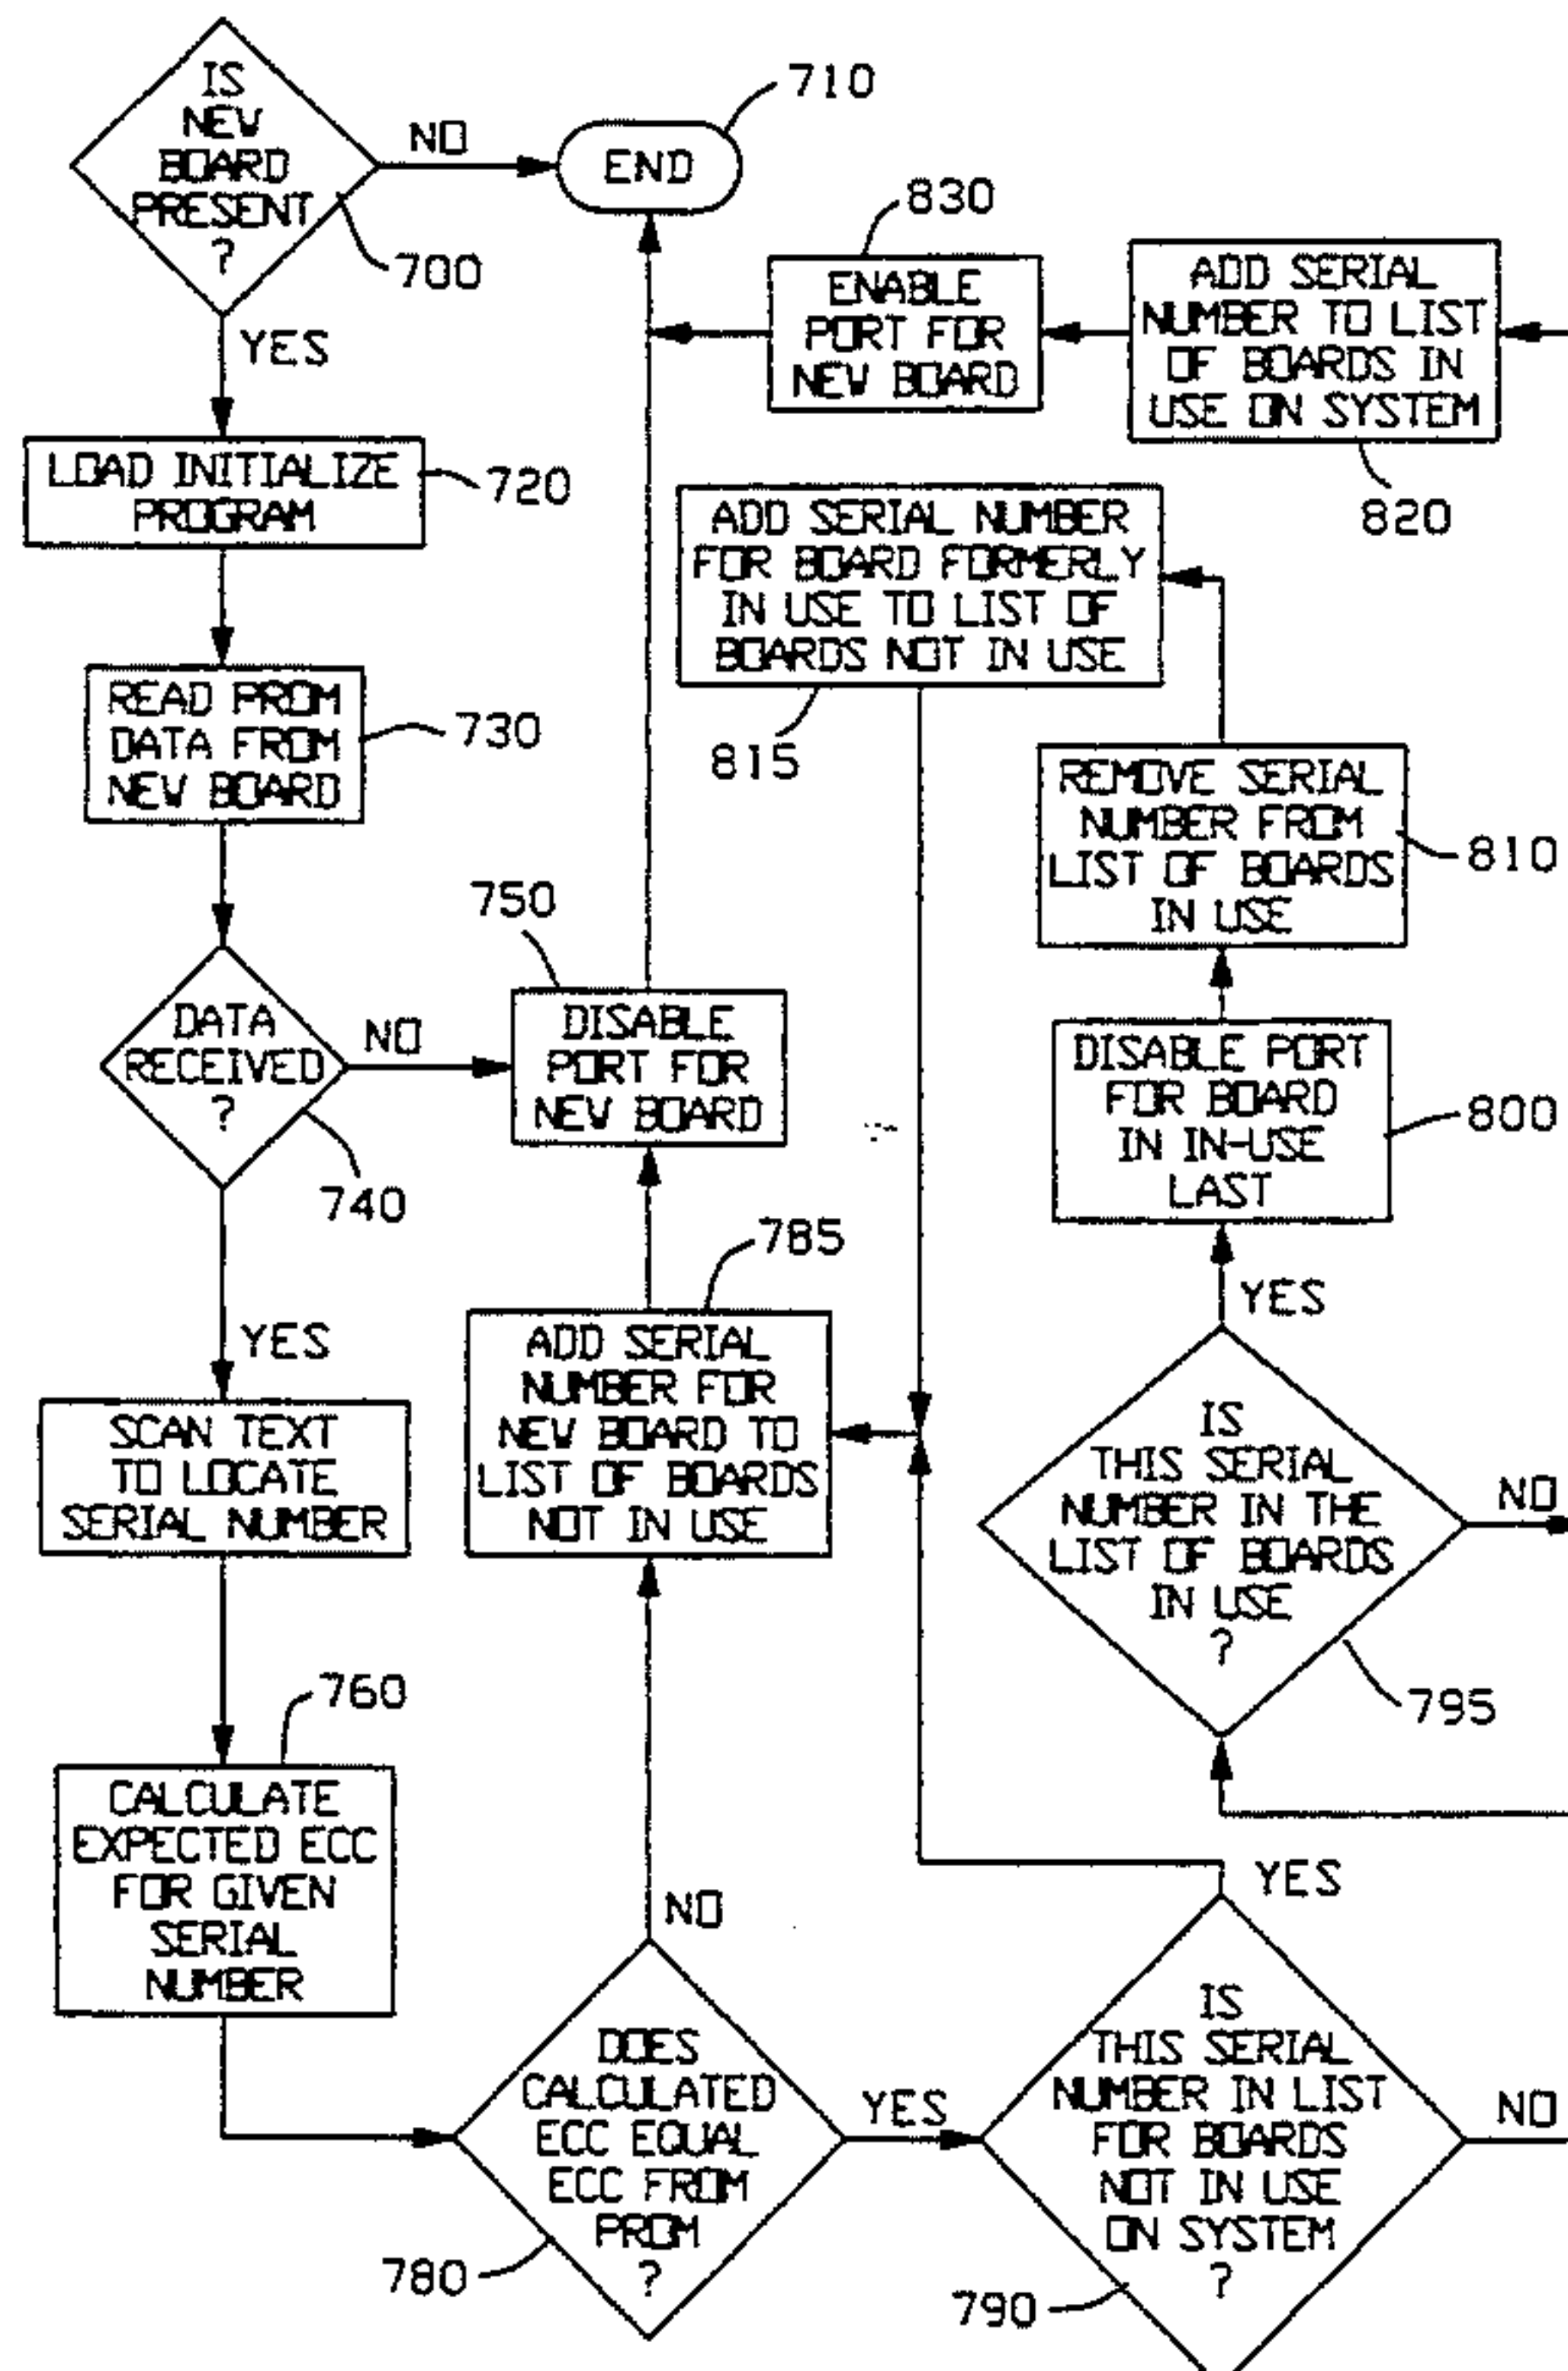 IS
NEW
BOARD
PRESENT
?
700
NO
END
710
YES
LOAD INITIALIZE
PROGRAM
720
READ PROM
DATA FROM
NEW BOARD
730
DATA
RECEIVED
?
740
NO
DISABLE
PORT FOR
NEW BOARD
750
YES
SCAN TEXT
TO LOCATE
SERIAL NUMBER
CALCULATE
EXPECTED ECC
FOR GIVEN
SERIAL
NUMBER
760
DOES
CALCULATED
ECC EQUAL
ECC FROM
PROM
?
780
NO
ADD SERIAL
NUMBER FOR
NEW BOARD TO
LIST OF BOARDS
NOT IN USE
785
YES
IS
THIS SERIAL
NUMBER IN LIST
FOR BOARDS
NOT IN USE
ON SYSTEM
?
790
YES
NO
IS
THIS SERIAL
NUMBER IN THE
LIST OF BOARDS
IN USE
?
795
NO
YES
DISABLE PORT
FOR BOARD
IN IN-USE
LAST
800
REMOVE SERIAL
NUMBER FROM
LIST OF BOARDS
IN USE
810
ADD SERIAL NUMBER
FOR BOARD FORMERLY
IN USE TO LIST OF
BOARDS NOT IN USE
815
ADD SERIAL
NUMBER TO LIST
OF BOARDS IN
USE ON SYSTEM
820
ENABLE
PORT FOR
NEW BOARD
830